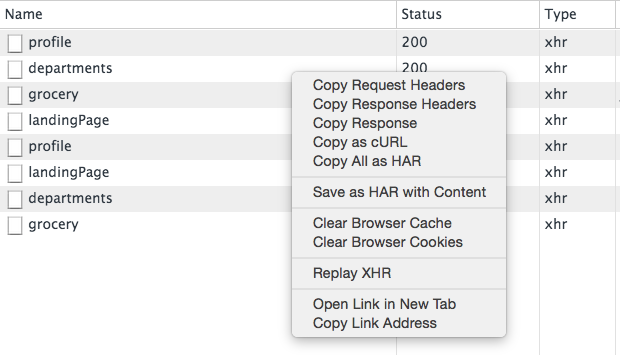 Name Status Type
profile 200 xhr
departments 200 xhr
grocery xhr
landingPage xhr
profile xhr
landingPage xhr
departments xhr
grocery xhr
Copy Request Headers
Copy Response Headers
Copy Response
Copy as cURL
Copy All as HAR
Save as HAR with Content
Clear Browser Cache
Clear Browser Cookies
Replay XHR
Open Link in New Tab
Copy Link Address